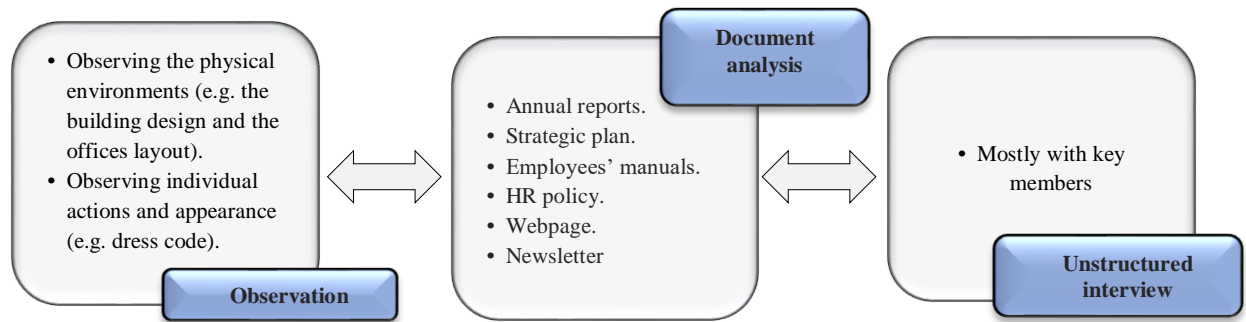 • Observing the physical
environments (e.g. the
building design and the
offices layout).
• Observing individual
actions and appearance
(e.g. dress code).
Observation
Document
analysis
• Annual reports.
• Strategic plan.
• Employees’ manuals.
• HR policy.
• Webpage.
• Newsletter
• Mostly with key
members
Unstructured
interview